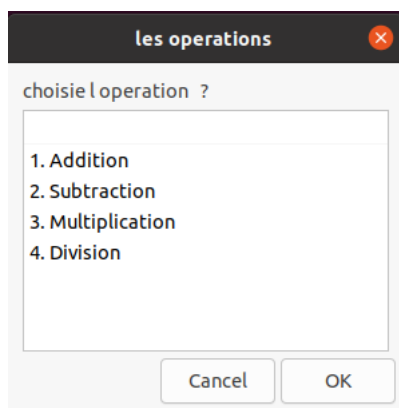 les operations
choisie l operation ?
1. Addition
2. Subtraction
3. Multiplication
4. Division
Cancel
OK